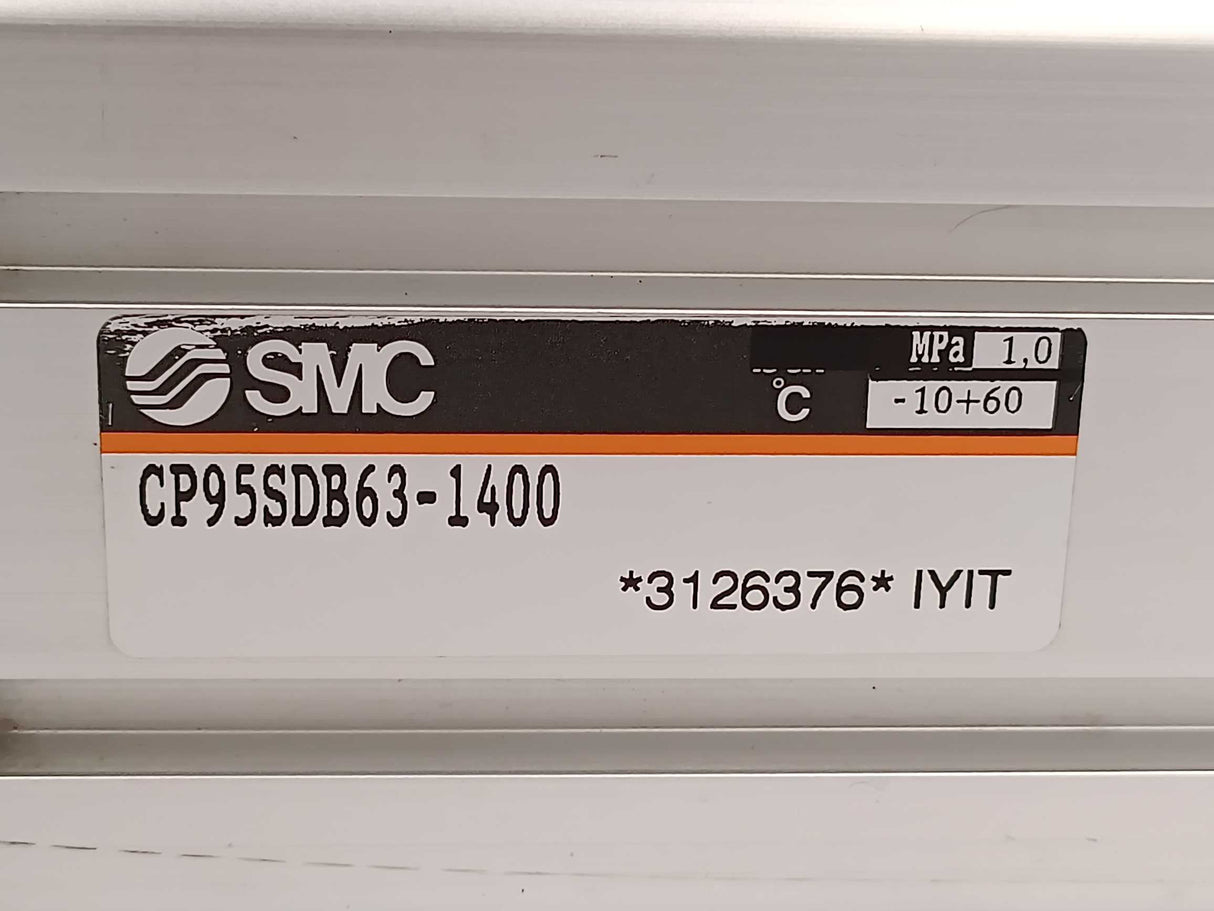 SMC
MPa 1,0
°C -10+60
CP95SDB63-1400
*3126376* IYIT